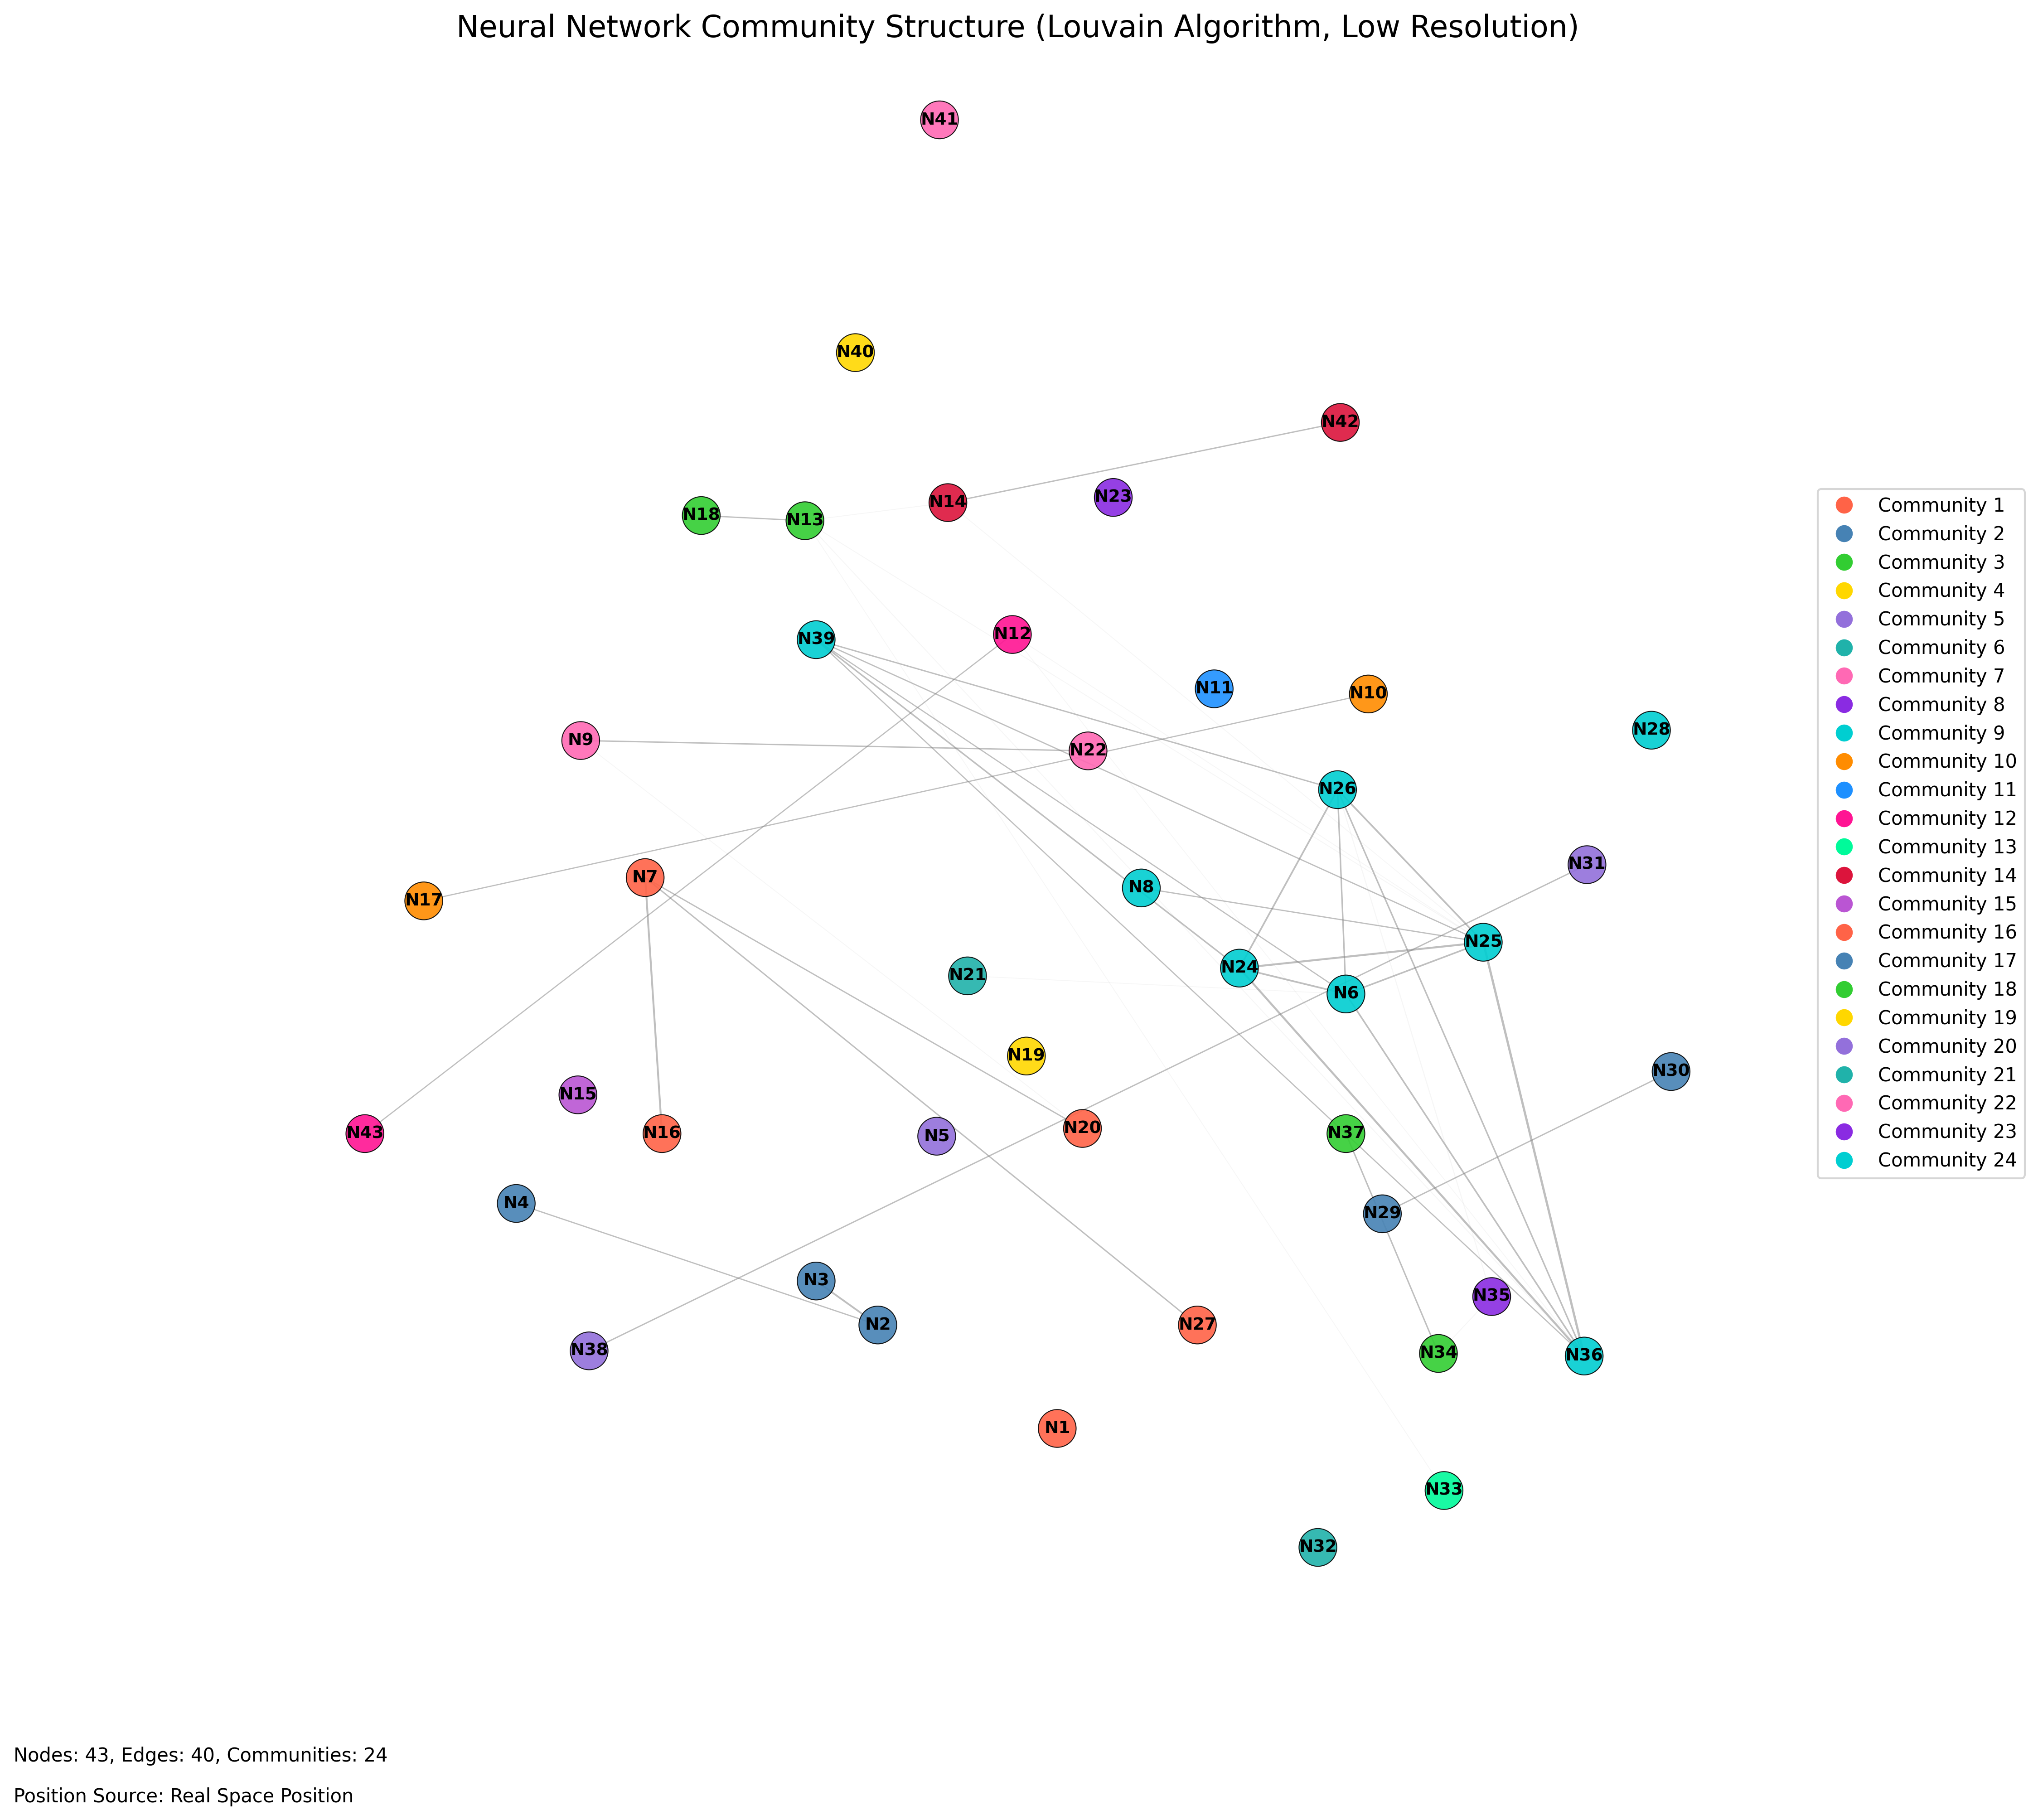 Neural Network Community Structure (Louvain Algorithm, Low Resolution)
N41
N40
N42
N14
N23
N18
N13
N12
N39
N11
N10
N28
N9
N22
N26
N31
N7
N8
N17
N25
N24
N21
N6
N19
N30
N15
N20
N43
N16
N37
N5
N4
N29
N3
N35
N2
N27
N38
N34
N36
N1
N33
N32
Community 1
Community 2
Community 3
Community 4
Community 5
Community 6
Community 7
Community 8
Community 9
Community 10
Community 11
Community 12
Community 13
Community 14
Community 15
Community 16
Community 17
Community 18
Community 19
Community 20
Community 21
Community 22
Community 23
Community 24
Nodes: 43, Edges: 40, Communities: 24
Position Source: Real Space Position